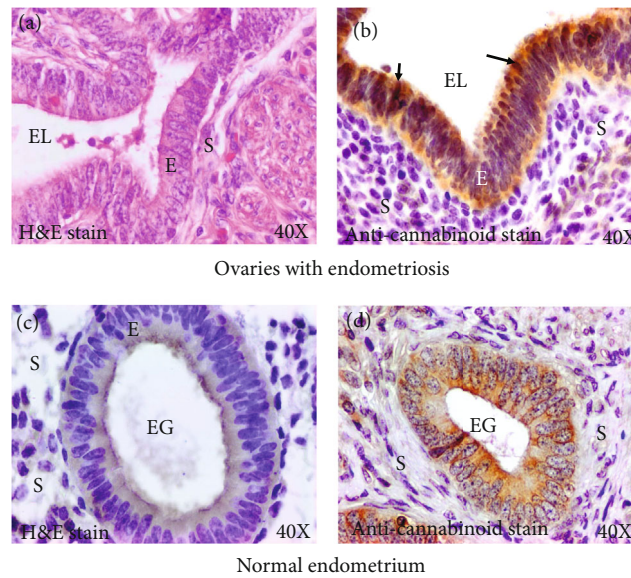 (a)
EL
S
E
H&E stain 40X
(b)
EL
S
E
S
Anti-cannabinoid stain 40X
Ovaries with endometriosis
(c)
E
S
EG
S
H&E stain 40X
(d)
EG
S
S
Anti-cannabinoid stain 40X
Normal endometrium